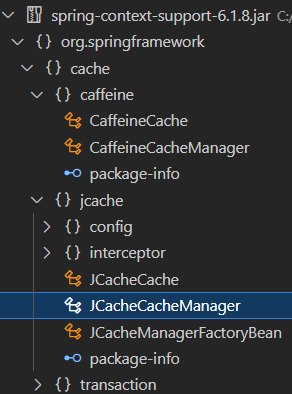 spring-context-support-6.1.8.jar C:/
{} org.springframework
{} cache
{} caffeine
CaffeineCache
CaffeineCacheManager
package-info
{} jcache
{} config
{} interceptor
JCacheCache
JCacheCacheManager
JCacheManagerFactoryBean
package-info
{} transaction